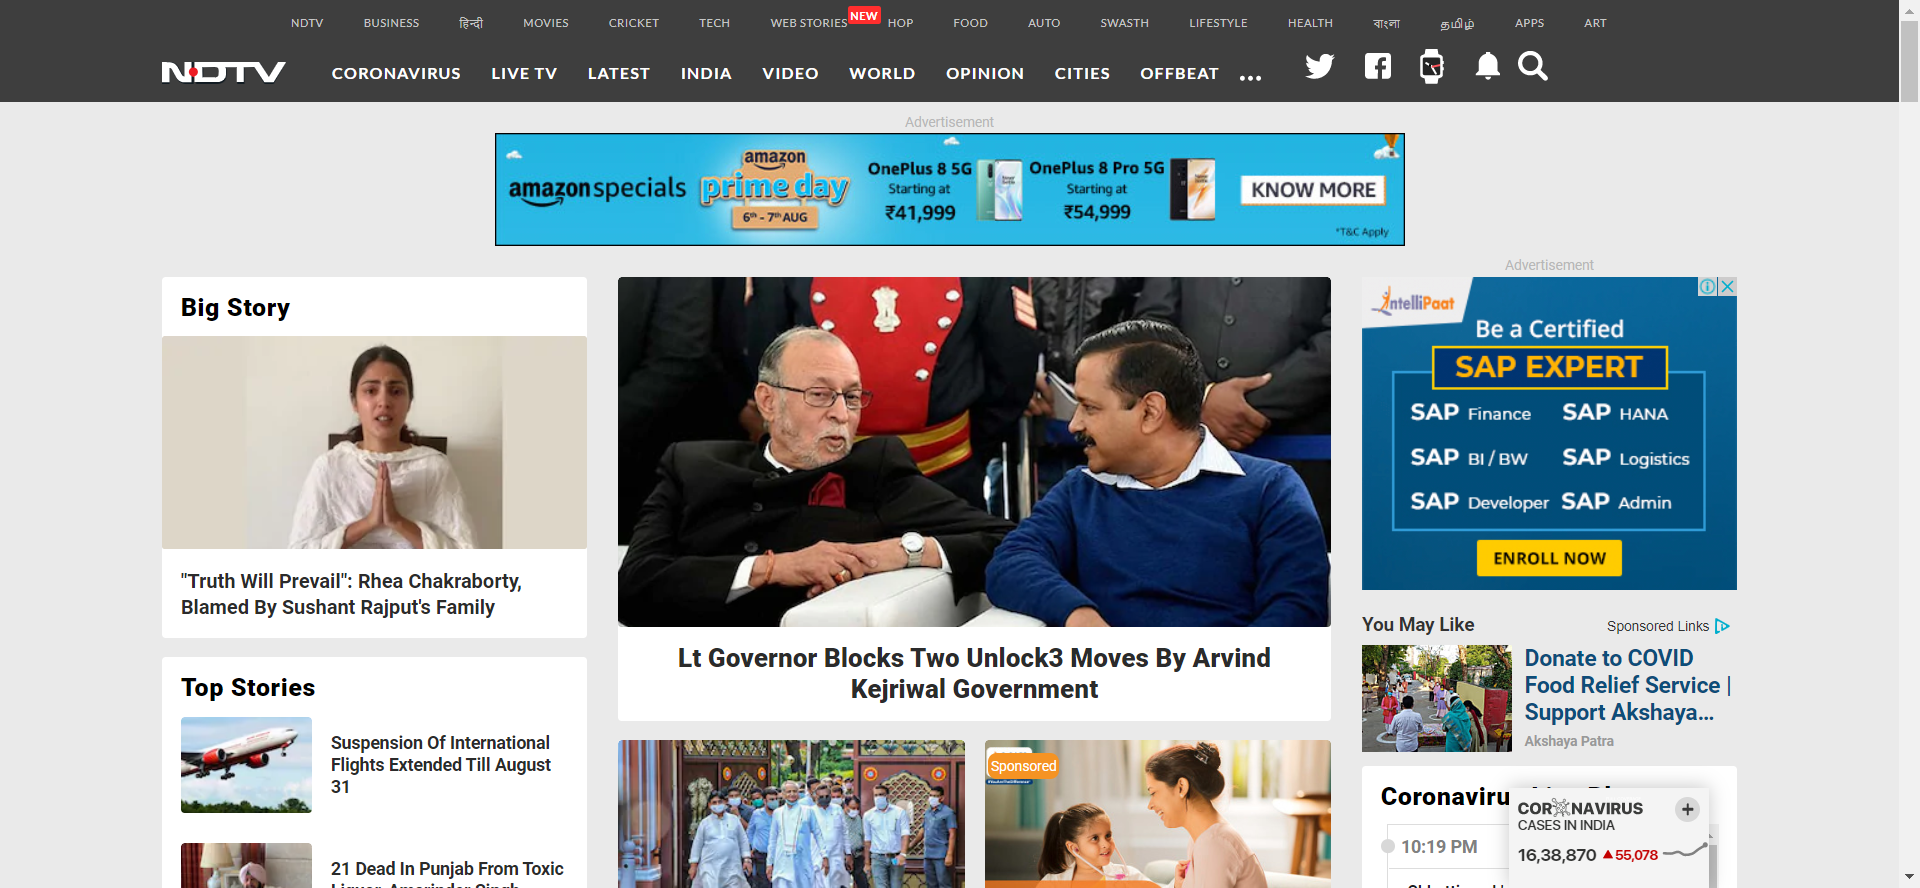 NDTV BUSINESS हिन्दी MOVIES CRICKET TECH WEB STORIES NEW HOP FOOD AUTO SWASTH LIFESTYLE HEALTH বাংলা தமிழ் APPS ART
NDTV CORONAVIRUS LIVE TV LATEST INDIA VIDEO WORLD OPINION CITIES OFFBEAT ...
Advertisement
amazon specials
amazon
prime day
6th - 7th AUG
OnePlus 8 5G
Starting at
₹41,999
OnePlus 8 Pro 5G
Starting at
₹54,999
KNOW MORE
*T&C Apply
Big Story
"Truth Will Prevail": Rhea Chakraborty,
Blamed By Sushant Rajput's Family
Top Stories
Suspension Of International
Flights Extended Till August
31
21 Dead In Punjab From Toxic
Lt Governor Blocks Two Unlock3 Moves By Arvind
Kejriwal Government
Sponsored
Advertisement
IntelliPaat
Be a Certified
SAP EXPERT
SAP Finance SAP HANA
SAP BI / BW SAP Logistics
SAP Developer SAP Admin
ENROLL NOW
You May Like
Sponsored Links
Donate to COVID
Food Relief Service |
Support Akshaya...
Akshaya Patra
10:19 PM
CORONAVIRUS
CASES IN INDIA
16,38,870 ▲55,078